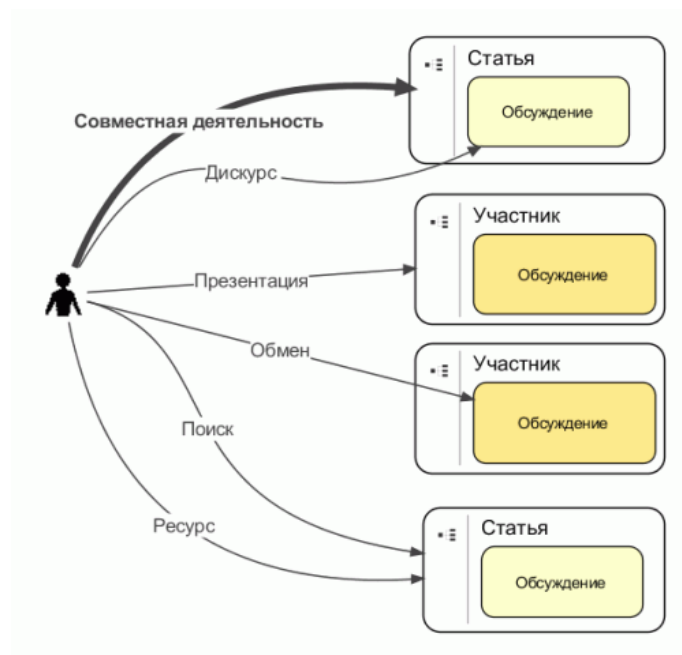 Статья
Обсуждение
Совместная деятельность
Дискурс
Участник
Обсуждение
Презентация
Обмен
Участник
Обсуждение
Поиск
Ресурс
Статья
Обсуждение